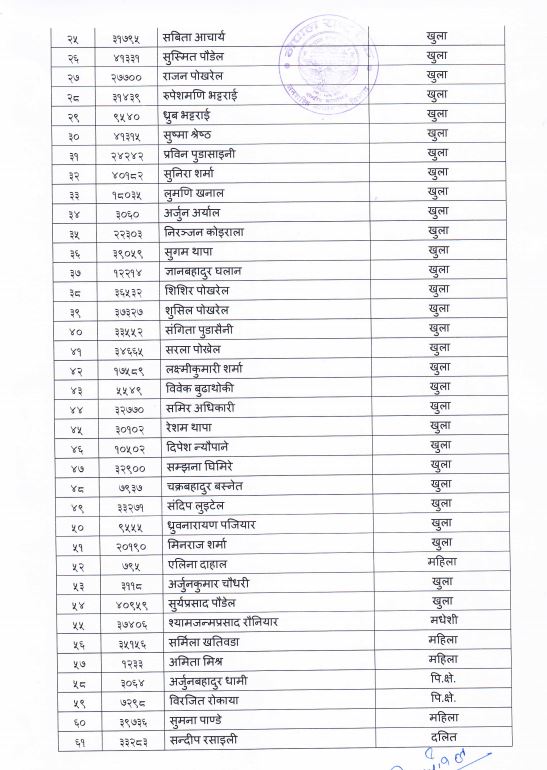 २५ ३१७९५ सबिता आचार्य खुला
२६ ४१३३१ सुस्मित पौडेल खुला
२७ २७७०० राजन पोखरेल खुला
२८ ३१४३९ रुपेशमणि भट्टराई खुला
२९ ९५४० ध्रुब भट्टराई खुला
३० ४१३१५ सुष्मा श्रेष्ठ खुला
३१ २४२४२ प्रविन पुडासाइनी खुला
३२ ४०१८२ सुनिरा शर्मा खुला
३३ १८०३५ लुमणि खनाल खुला
३४ ३०६० अर्जुन अर्याल खुला
३५ २२३०३ निरञ्जन कोइराला खुला
३६ ३९०५९ सुगम थापा खुला
३७ १२२१४ ज्ञानबहादुर घलान खुला
३८ ३६५३२ शिशिर पोखरेल खुला
३९ ३७३२७ शुसिल पोखरेल खुला
४० ३३५५२ संगिता पुडासैनी खुला
४१ ३४६६५ सरला पोख्रेल खुला
४२ १७५८९ लक्ष्मीकुमारी शर्मा खुला
४३ ५५४९ विवेक बुढाथोकी खुला
४४ ३२७७० समिर अधिकारी खुला
४५ ३०१०२ रेशम थापा खुला
४६ १०५०२ दिपेश न्यौपाने खुला
४७ ३२९०० सम्झना घिमिरे खुला
४८ ७९३७ चक्रबहादुर बस्नेत खुला
४९ ३३२७१ संदिप लुइटेल खुला
५० ९५५५ ध्रुवनारायण पजियार खुला
५१ २०१९० मिनराज शर्मा खुला
५२ ७९५ एलिना दाहाल महिला
५३ ३११८ अर्जुनकुमार चौधरी खुला
५४ ४०९५९ सुर्यप्रसाद पौडेल खुला
५५ ३७४०६ श्यामजन्मप्रसाद रौनियार मधेशी
५६ ३५१५६ सर्मिला खतिवडा महिला
५७ १२३३ अमिता मिश्र महिला
५८ ३०६४ अर्जुनबहादुर धामी पि.क्षे.
५९ ७२९८ विरजित रोकाया पि.क्षे.
६० ३९७३६ सुमना पाण्डे महिला
६१ ३३२८३ सन्दीप रसाइली दलित